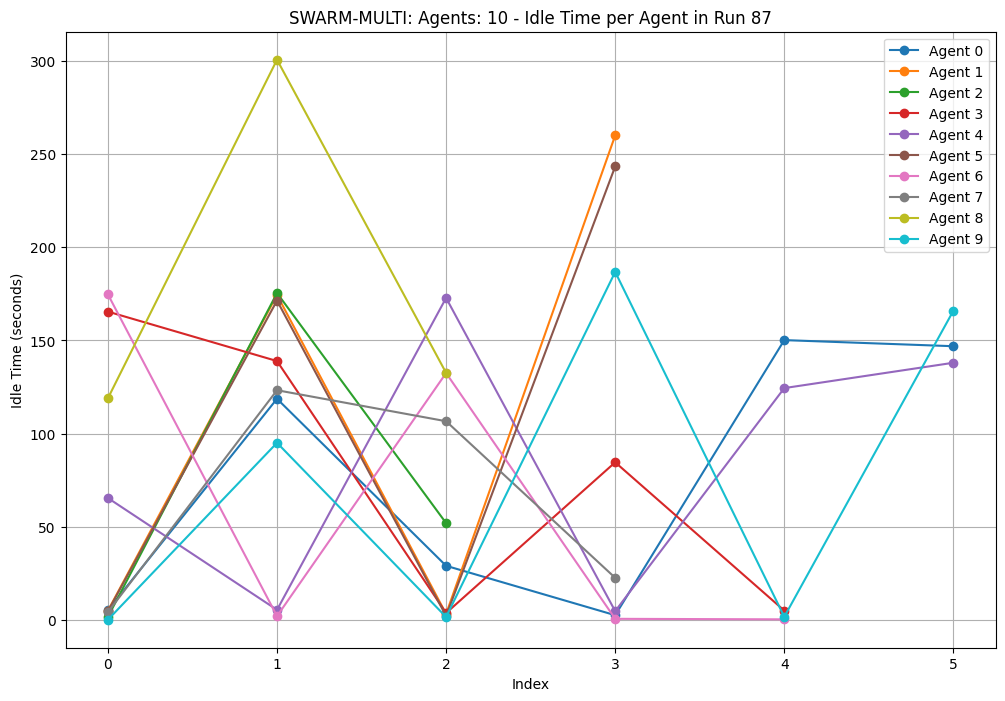 SWARM-MULTI: Agents: 10 - Idle Time per Agent in Run 87
Idle Time (seconds)
300
250
200
150
100
50
0
0 1 2 3 4 5
Index
Agent 0
Agent 1
Agent 2
Agent 3
Agent 4
Agent 5
Agent 6
Agent 7
Agent 8
Agent 9